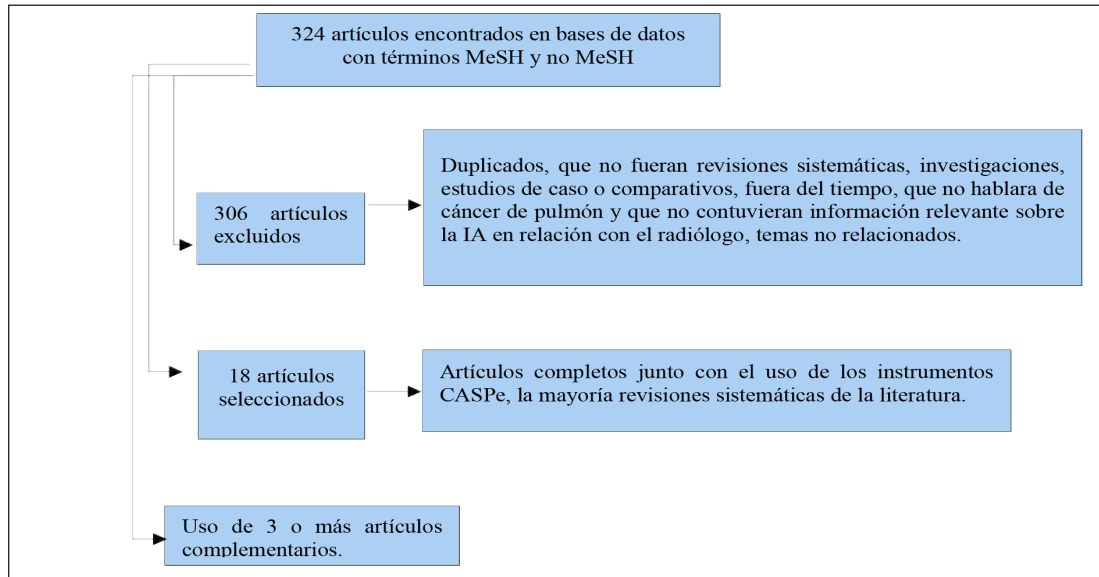 324 artículos encontrados en bases de datos
con términos MeSH y no MeSH
306 artículos
excluidos
Duplicados, que no fueran revisiones sistemáticas, investigaciones,
estudios de caso o comparativos, fuera del tiempo, que no hablara de
cáncer de pulmón y que no contuvieran información relevante sobre
la IA en relación con el radiólogo, temas no relacionados.
18 artículos
seleccionados
Artículos completos junto con el uso de los instrumentos
CASPe, la mayoría revisiones sistemáticas de la literatura.
Uso de 3 o más artículos
complementarios.